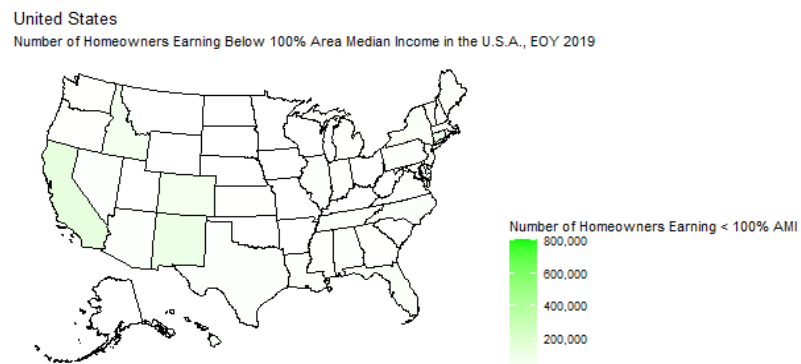 United States
Number of Homeowners Earning Below 100% Area Median Income in the U.S.A., EOY 2019
Number of Homeowners Earning < 100% AMI
800,000
600,000
400,000
200,000